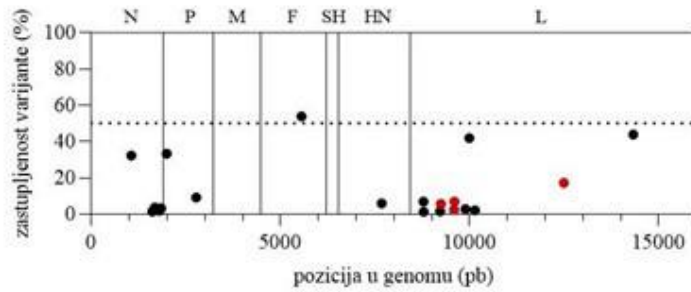 N P M F SH HN L
zastupljenost varijante (%)
100
80
60
40
20
0
0 5000 10000 15000
pozicija u genomu (pb)